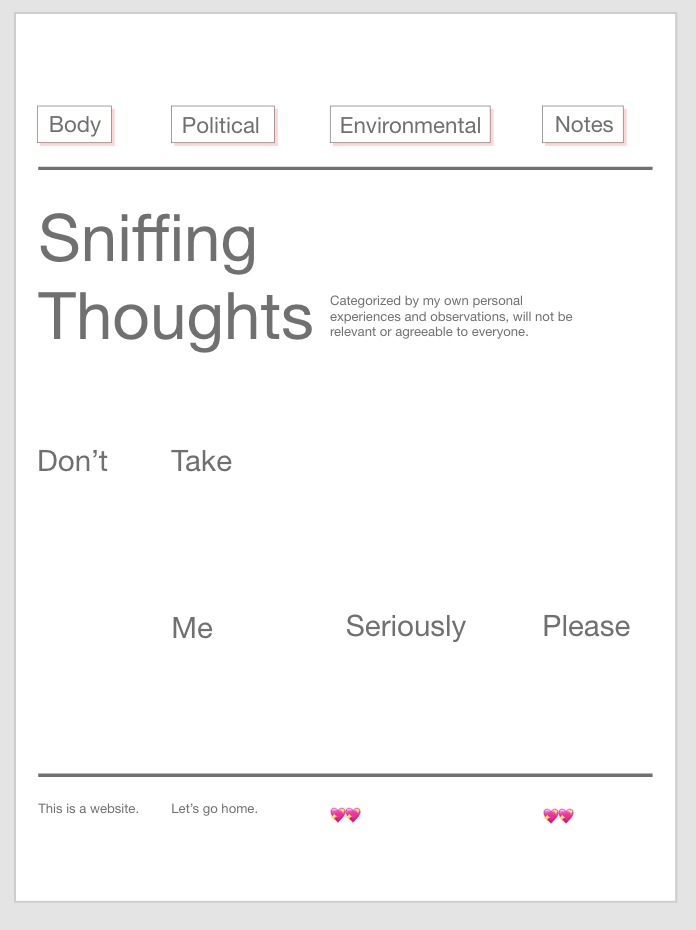 Body Political Environmental Notes
Sniffing
Thoughts
Categorized by my own personal
experiences and observations, will not be
relevant or agreeable to everyone.
Don’t Take
Me Seriously Please
This is a website. Let’s go home. 💖💖 💖💖